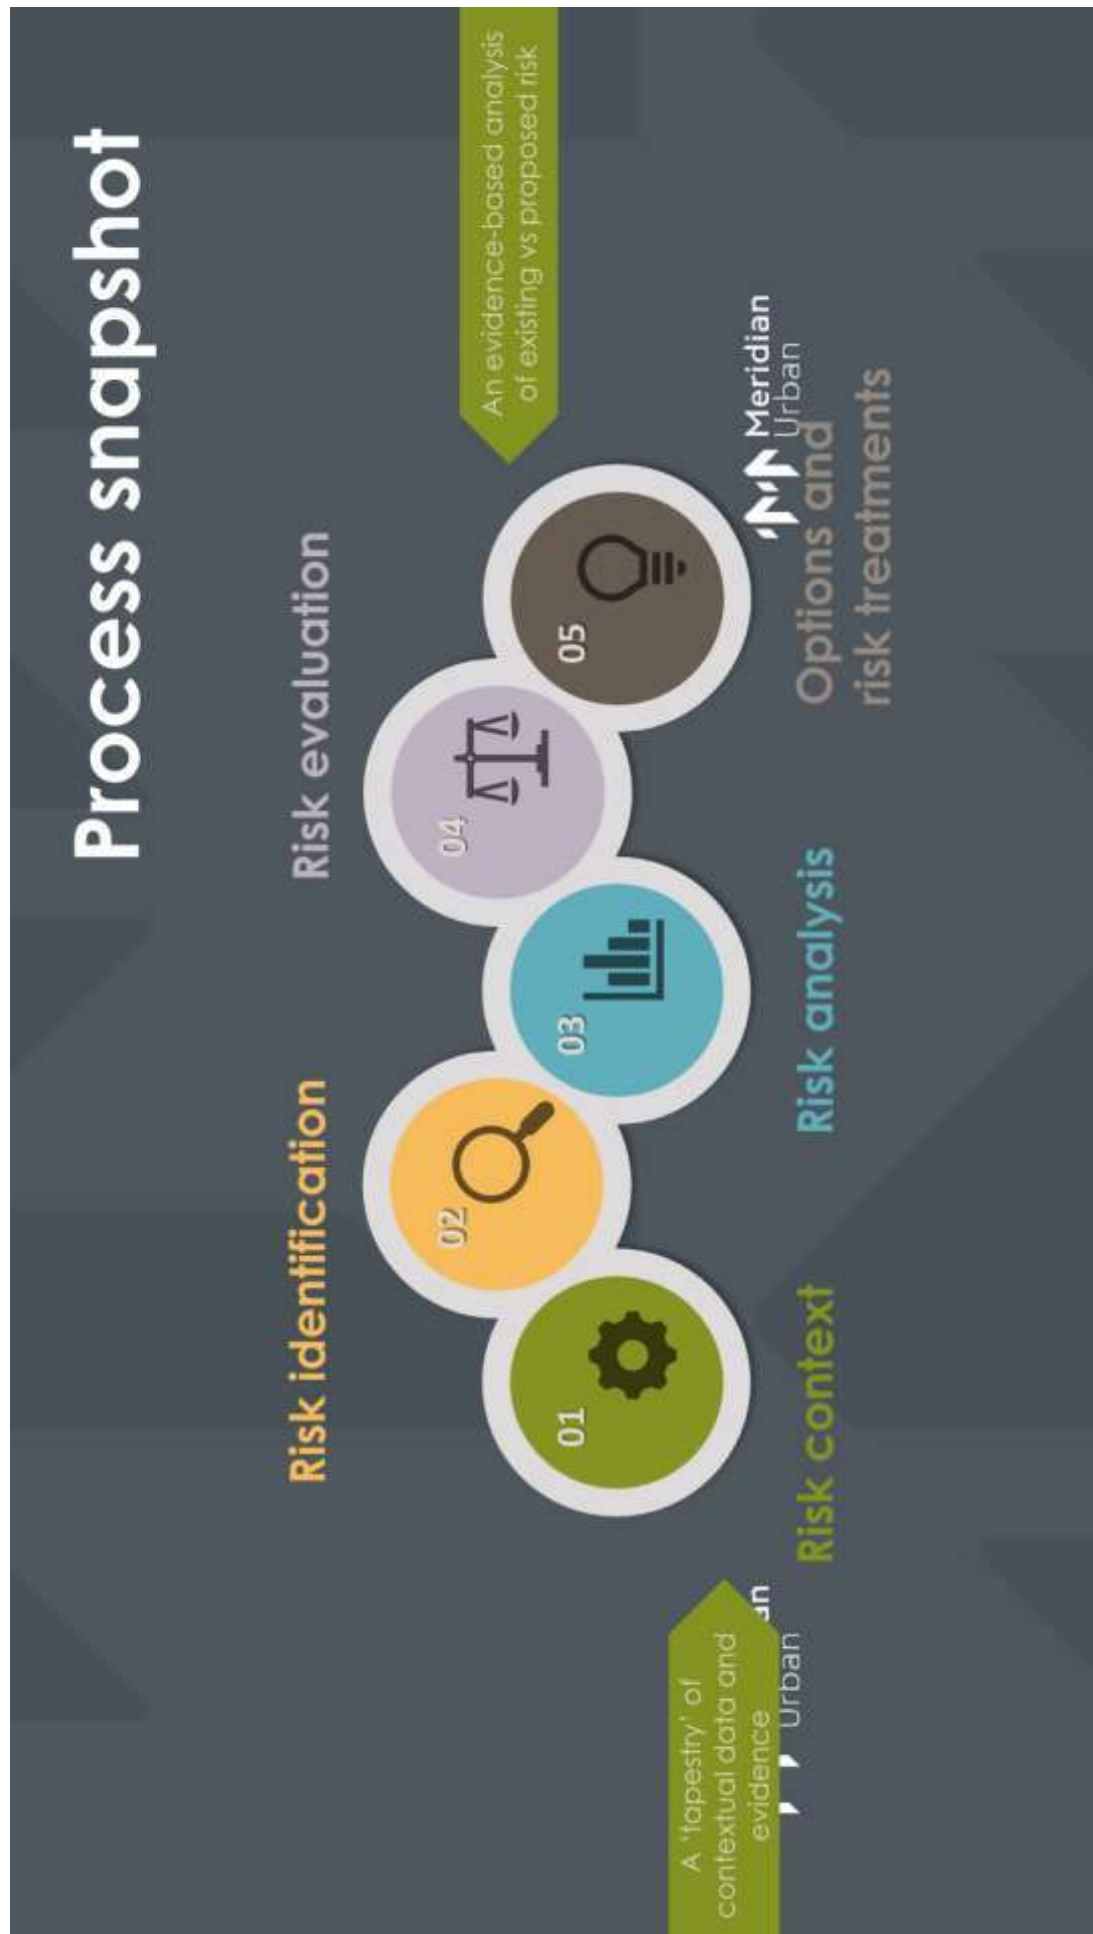 Process snapshot
Risk identification
Risk evaluation
An evidence-based analysis
of existing vs proposed risk
02
04
01
03
05
A 'tapestry' of
contextual data and
evidence
an
Urban
Meridian
Urban
Risk context
Risk analysis
Options and
risk treatments